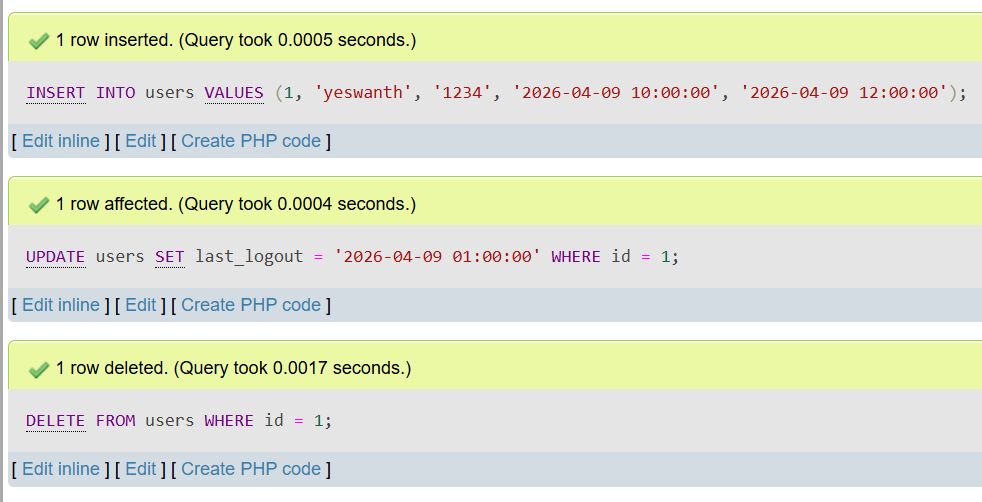 1 row inserted. (Query took 0.0005 seconds.)
INSERT INTO users VALUES (1, 'yeswanth', '1234', '2026-04-09 10:00:00', '2026-04-09 12:00:00');
[ Edit inline ] [ Edit ] [ Create PHP code ]
1 row affected. (Query took 0.0004 seconds.)
UPDATE users SET last_logout = '2026-04-09 01:00:00' WHERE id = 1;
[ Edit inline ] [ Edit ] [ Create PHP code ]
1 row deleted. (Query took 0.0017 seconds.)
DELETE FROM users WHERE id = 1;
[ Edit inline ] [ Edit ] [ Create PHP code ]